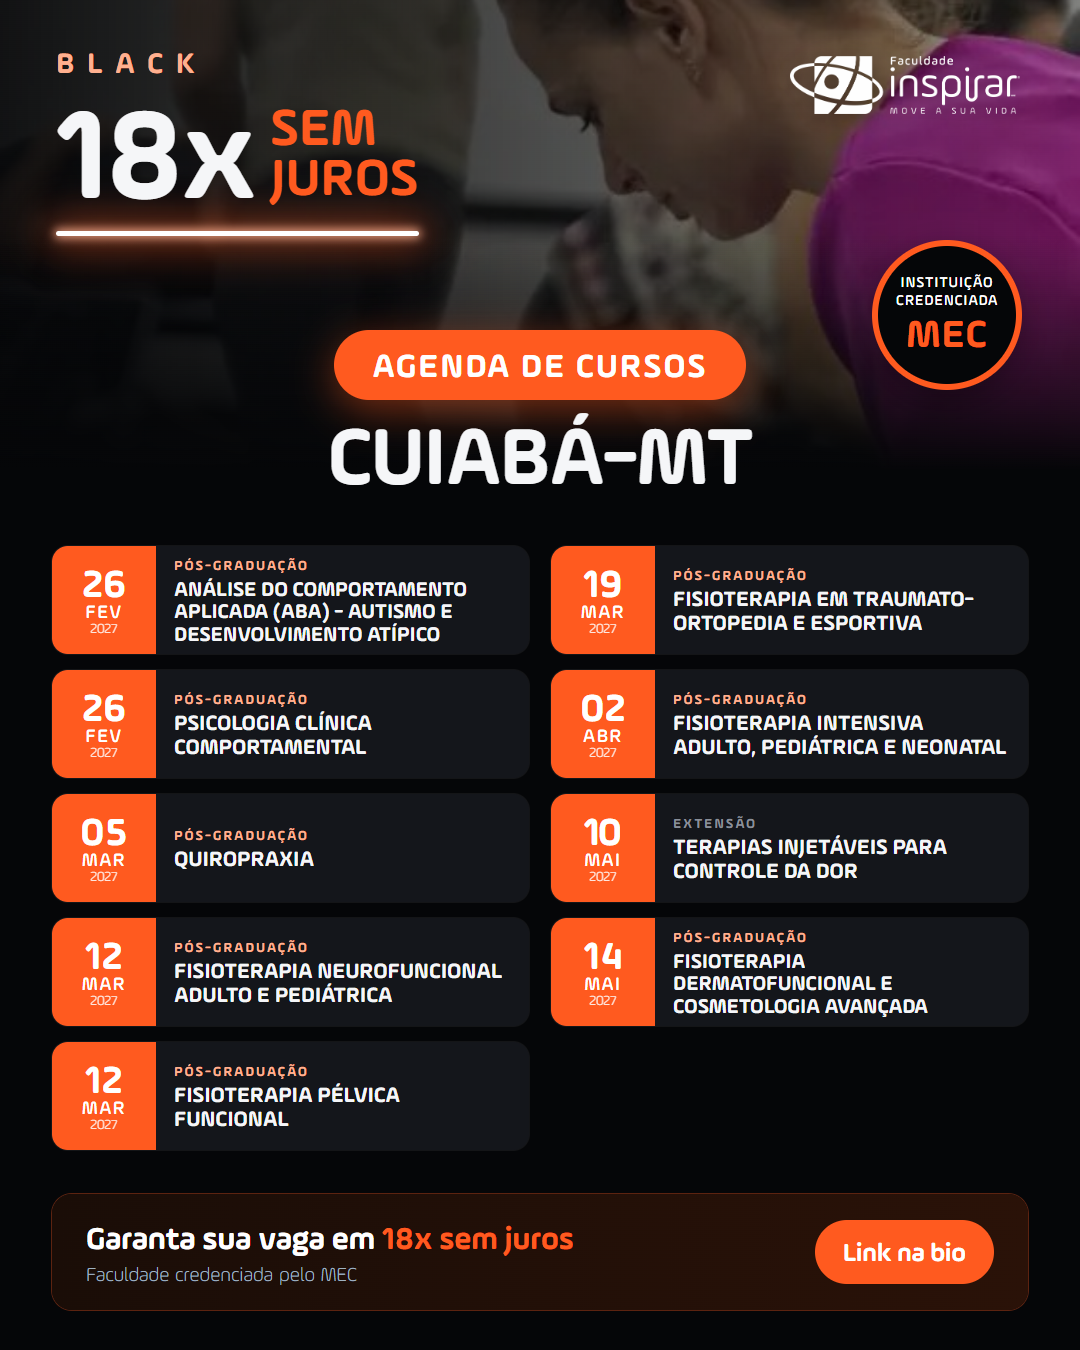 BLACK
18x SEM JUROS
Faculdade
inspirar
MOVE A SUA VIDA
INSTITUIÇÃO
CREDENCIADA
MEC
AGENDA DE CURSOS
CUIABÁ-MT
26
FEV
2027
PÓS-GRADUAÇÃO
ANÁLISE DO COMPORTAMENTO
APLICADA (ABA) - AUTISMO E
DESENVOLVIMENTO ATÍPICO
26
FEV
2027
PÓS-GRADUAÇÃO
PSICOLOGIA CLÍNICA
COMPORTAMENTAL
05
MAR
2027
PÓS-GRADUAÇÃO
QUIROPRAXIA
12
MAR
2027
PÓS-GRADUAÇÃO
FISIOTERAPIA NEUROFUNCIONAL
ADULTO E PEDIÁTRICA
12
MAR
2027
PÓS-GRADUAÇÃO
FISIOTERAPIA PÉLVICA
FUNCIONAL
19
MAR
2027
PÓS-GRADUAÇÃO
FISIOTERAPIA EM TRAUMATO-
ORTOPEDIA E ESPORTIVA
02
ABR
2027
PÓS-GRADUAÇÃO
FISIOTERAPIA INTENSIVA
ADULTO, PEDIÁTRICA E NEONATAL
10
MAI
2027
EXTENSÃO
TERAPIAS INJETÁVEIS PARA
CONTROLE DA DOR
14
MAI
2027
PÓS-GRADUAÇÃO
FISIOTERAPIA
DERMATOFUNCIONAL E
COSMETOLOGIA AVANÇADA
Garanta sua vaga em 18x sem juros
Faculdade credenciada pelo MEC
Link na bio